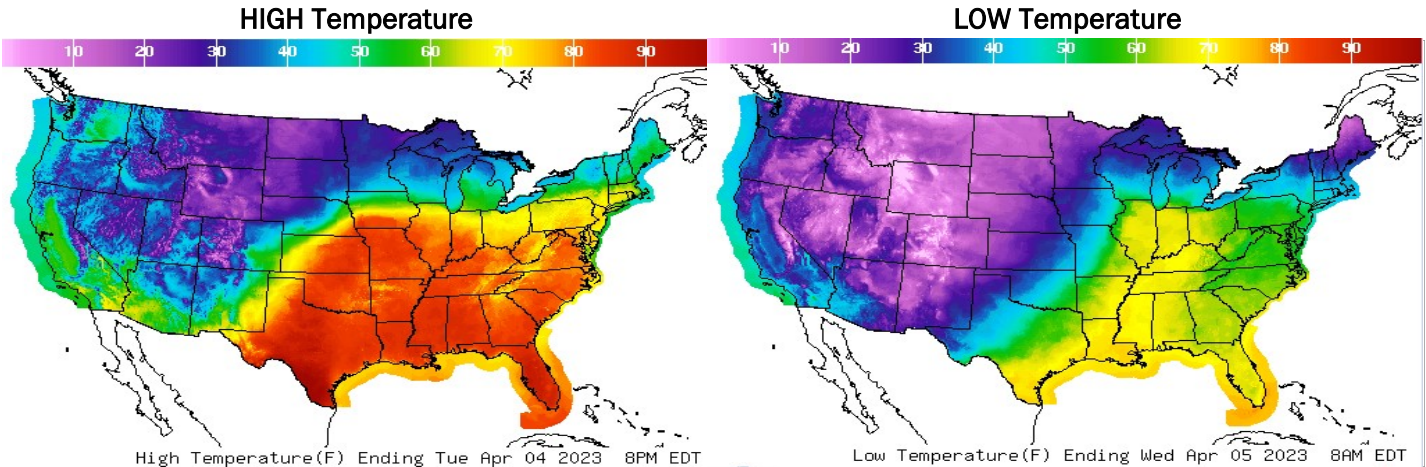 HIGH Temperature
LOW Temperature
10 20 30 40 50 60 70 80 90
10 20 30 40 50 60 70 80 90
High Temperature(F) Ending Tue Apr 04 2023 8PM EDT
Low Temperature(F) Ending Wed Apr 05 2023 8AM EDT